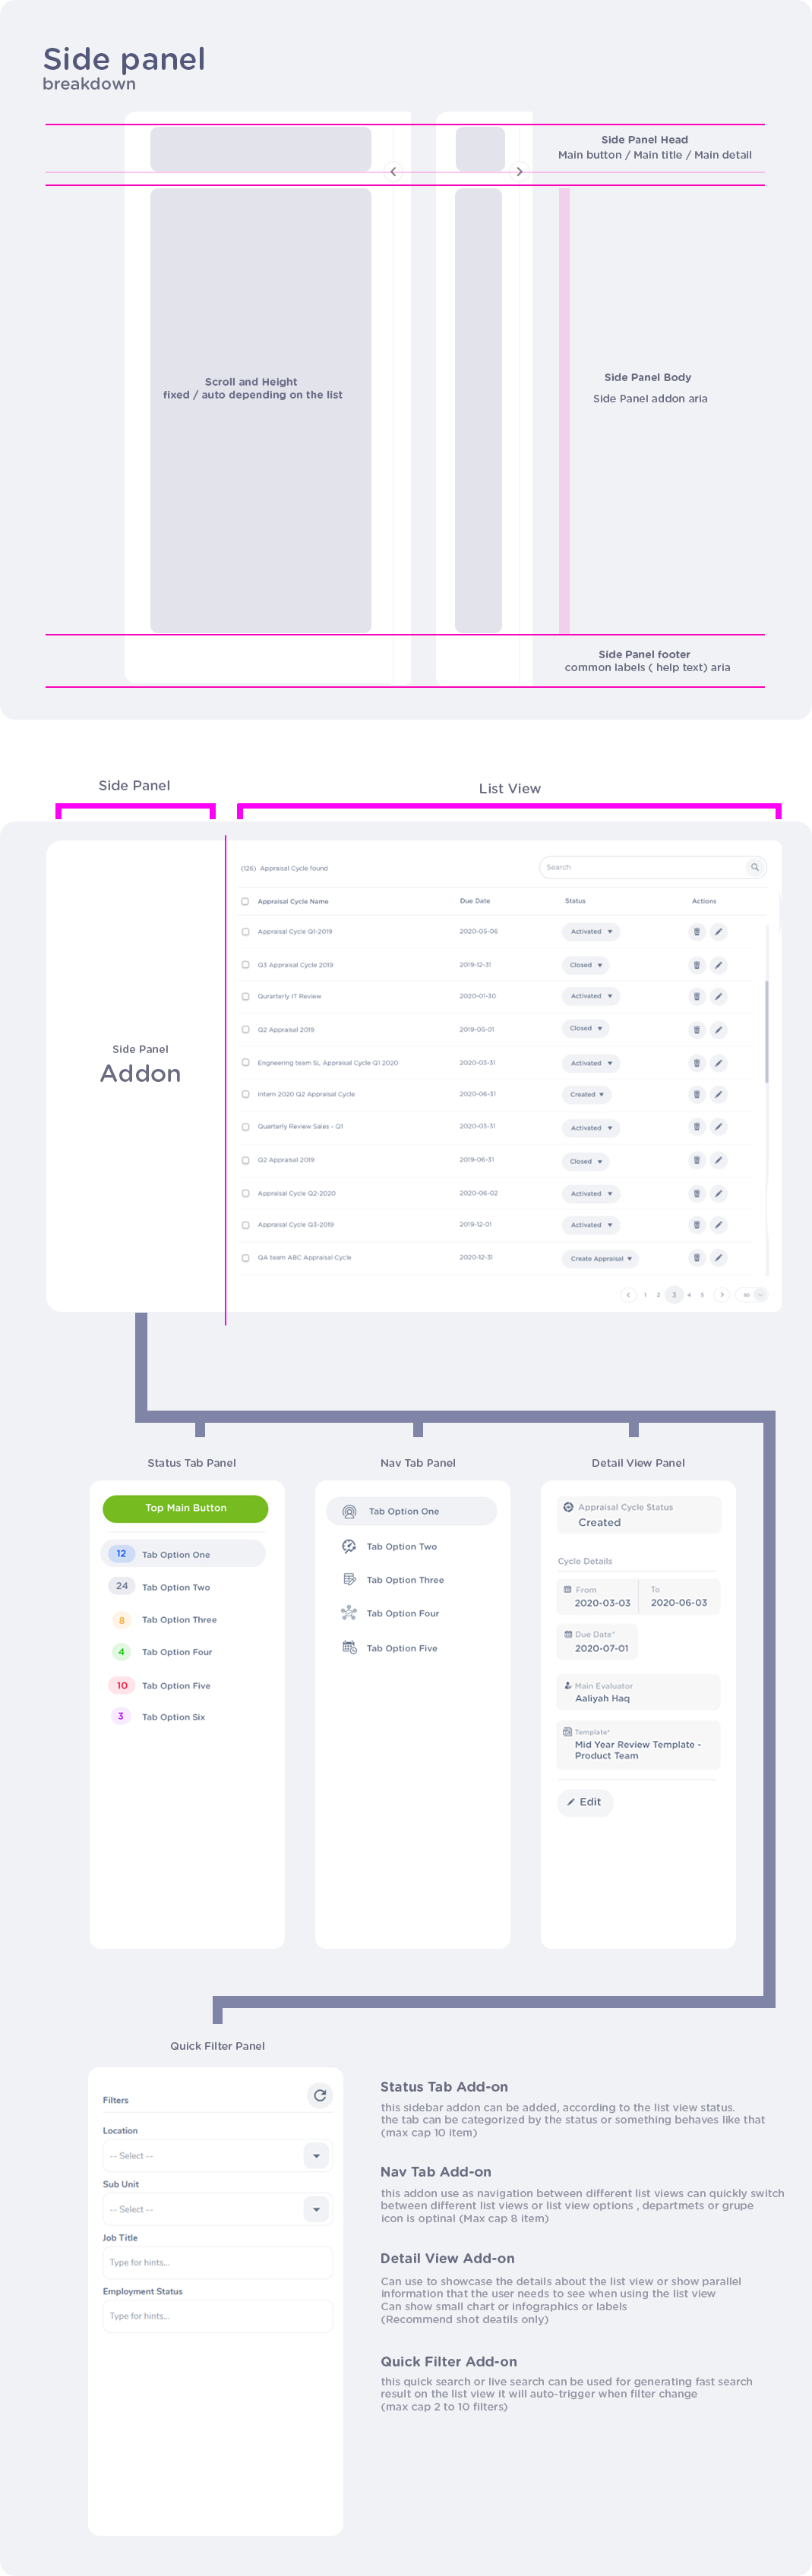 Side panel
breakdown
Side Panel Head
Main button / Main title / Main detail
Scroll and Height
fixed / auto depending on the list
Side Panel Body
Side Panel addon aria
Side Panel footer
common labels ( help text) aria
Side Panel
List View
(126) Appraisal Cycle found
Search
Appraisal Cycle Name Due Date Status Actions
Appraisal Cycle Q1-2019 2020-05-06 Activated
Q3 Appraisal Cycle 2019 2019-12-31 Closed
Qurarterly IT Review 2020-01-30 Activated
Q2 Appraisal 2019 2019-05-01 Closed
Engneering team SL Appraisal Cycle Q1 2020 2020-03-31 Activated
Intern 2020 Q2 Appraisal Cycle 2020-06-31 Created
Quarterly Review Sales - Q1 2020-03-31 Activated
Q2 Appraisal 2019 2019-06-31 Closed
Appraisal Cycle Q2-2020 2020-06-02 Activated
Appraisal Cycle Q3-2019 2019-12-01 Activated
QA team ABC Appraisal Cycle 2020-12-31 Create Appraisal
1 2 3 4 5 50
Side Panel
Addon
Status Tab Panel
Top Main Button
12 Tab Option One
24 Tab Option Two
8 Tab Option Three
4 Tab Option Four
10 Tab Option Five
3 Tab Option Six
Nav Tab Panel
Tab Option One
Tab Option Two
Tab Option Three
Tab Option Four
Tab Option Five
Detail View Panel
Appraisal Cycle Status
Created
Cycle Details
From To
2020-03-03 2020-06-03
Due Date*
2020-07-01
Main Evaluator
Aaliyah Haq
Template*
Mid Year Review Template -
Product Team
Edit
Quick Filter Panel
Filters
Location
-- Select --
Sub Unit
-- Select --
Job Title
Type for hints...
Employment Status
Type for hints...
Status Tab Add-on
this sidebar addon can be added, according to the list view status.
the tab can be categorized by the status or something behaves like that
(max cap 10 item)
Nav Tab Add-on
this addon use as navigation between different list views can quickly switch
between different list views or list view options , departmets or grupe
icon is optinal (Max cap 8 item)
Detail View Add-on
Can use to showcase the details about the list view or show parallel
information that the user needs to see when using the list view
Can show small chart or infographics or labels
(Recommend shot deatils only)
Quick Filter Add-on
this quick search or live search can be used for generating fast search
result on the list view it will auto-trigger when filter change
(max cap 2 to 10 filters)